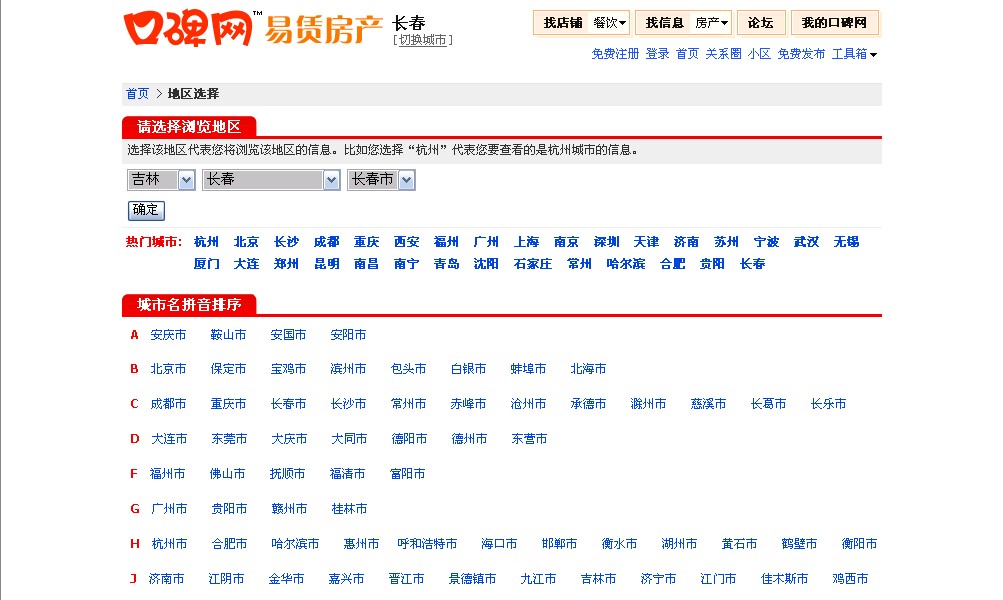 口碑网™ 易赁房产 长春 找店铺 餐饮 找信息 房产 论坛 我的口碑网
[切换城市] 免费注册 登录 首页 关系圈 小区 免费发布 工具箱
首页 > 地区选择
请选择浏览地区
选择该地区代表您将浏览该地区的信息。比如您选择“杭州”代表您要查看的是杭州城市的信息。
吉林 长春 长春市
确定
热门城市: 杭州 北京 长沙 成都 重庆 西安 福州 广州 上海 南京 深圳 天津 济南 苏州 宁波 武汉 无锡
厦门 大连 郑州 昆明 南昌 南宁 青岛 沈阳 石家庄 常州 哈尔滨 合肥 贵阳 长春
城市名拼音排序
A 安庆市 鞍山市 安国市 安阳市
B 北京市 保定市 宝鸡市 滨州市 包头市 白银市 蚌埠市 北海市
C 成都市 重庆市 长春市 长沙市 常州市 赤峰市 沧州市 承德市 滁州市 慈溪市 长葛市 长乐市
D 大连市 东莞市 大庆市 大同市 德阳市 德州市 东营市
F 福州市 佛山市 抚顺市 福清市 富阳市
G 广州市 贵阳市 赣州市 桂林市
H 杭州市 合肥市 哈尔滨市 惠州市 呼和浩特市 海口市 邯郸市 衡水市 湖州市 黄石市 鹤壁市 衡阳市
J 济南市 江阴市 金华市 嘉兴市 晋江市 景德镇市 九江市 吉林市 济宁市 江门市 佳木斯市 鸡西市